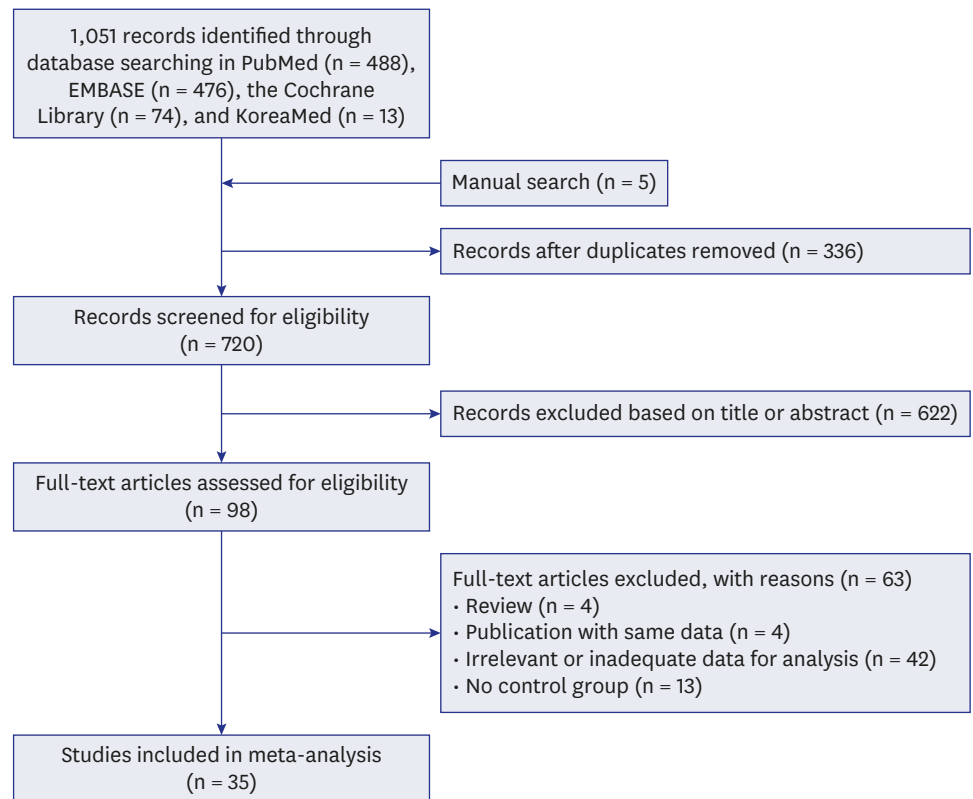 1,051 records identified through
database searching in PubMed (n = 488),
EMBASE (n = 476), the Cochrane
Library (n = 74), and KoreaMed (n = 13)
Manual search (n = 5)
Records after duplicates removed (n = 336)
Records screened for eligibility
(n = 720)
Records excluded based on title or abstract (n = 622)
Full-text articles assessed for eligibility
(n = 98)
Full-text articles excluded, with reasons (n = 63)
· Review (n = 4)
· Publication with same data (n = 4)
· Irrelevant or inadequate data for analysis (n = 42)
· No control group (n = 13)
Studies included in meta-analysis
(n = 35)